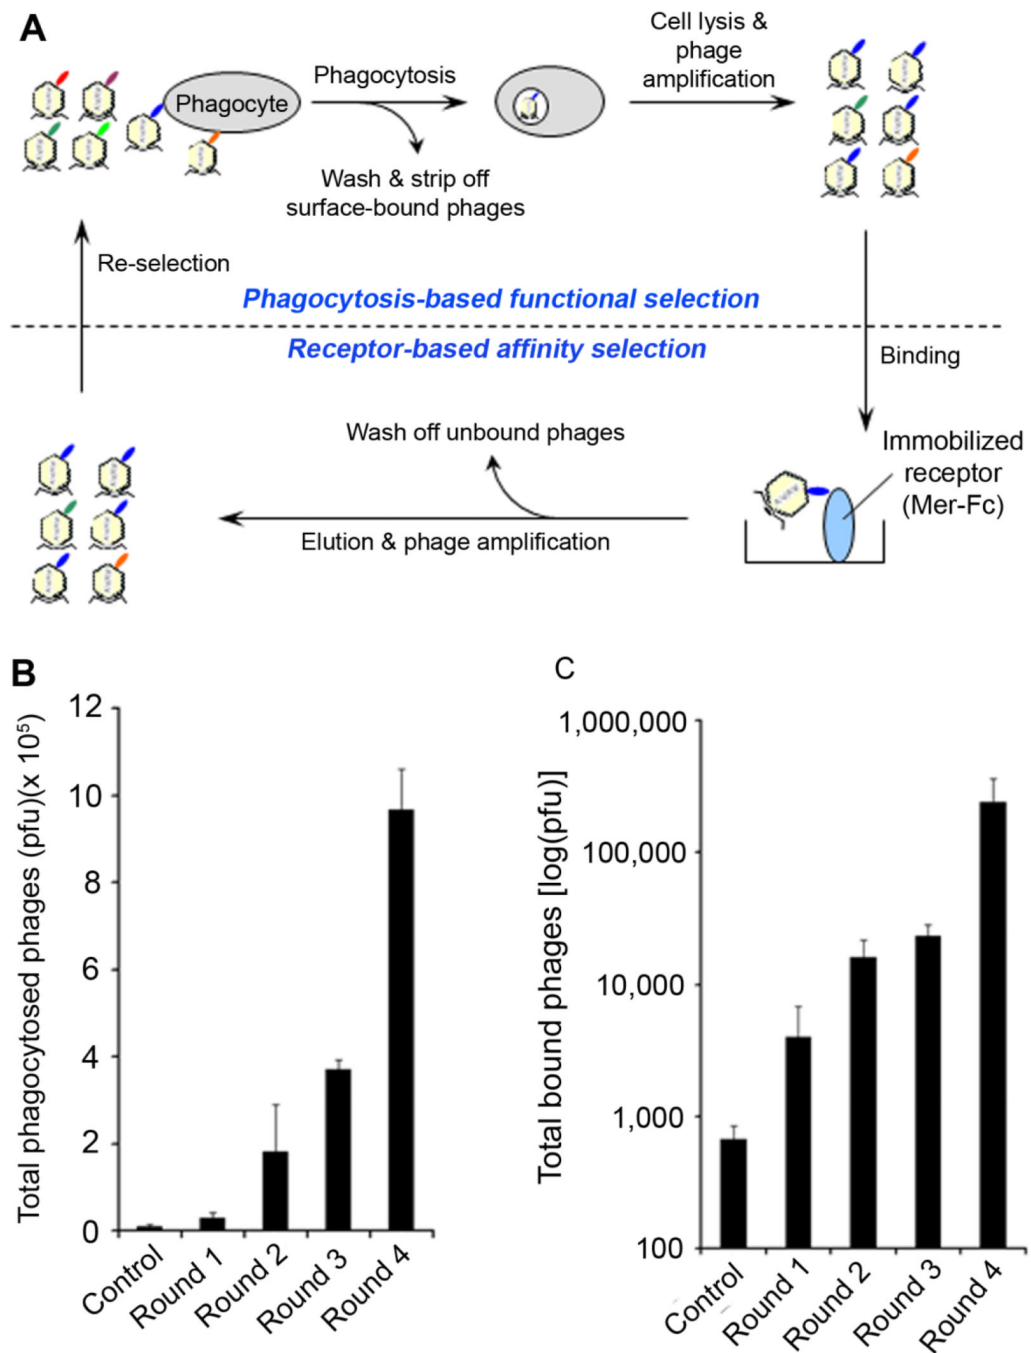 A
Cell lysis &
phage
amplification
Phagocytosis
Phagocyte
Wash & strip off
surface-bound phages
Re-selection
Phagocytosis-based functional selection
Receptor-based affinity selection
Binding
Wash off unbound phages
Immobilized
receptor
(Mer-Fc)
Elution & phage amplification
B
Total phagocytosed phages (pfu)(x 10⁵)
12
10
8
6
4
2
0
Control
Round 1
Round 2
Round 3
Round 4
C
Total bound phages [log(pfu)]
1,000,000
100,000
10,000
1,000
100
Control
Round 1
Round 2
Round 3
Round 4